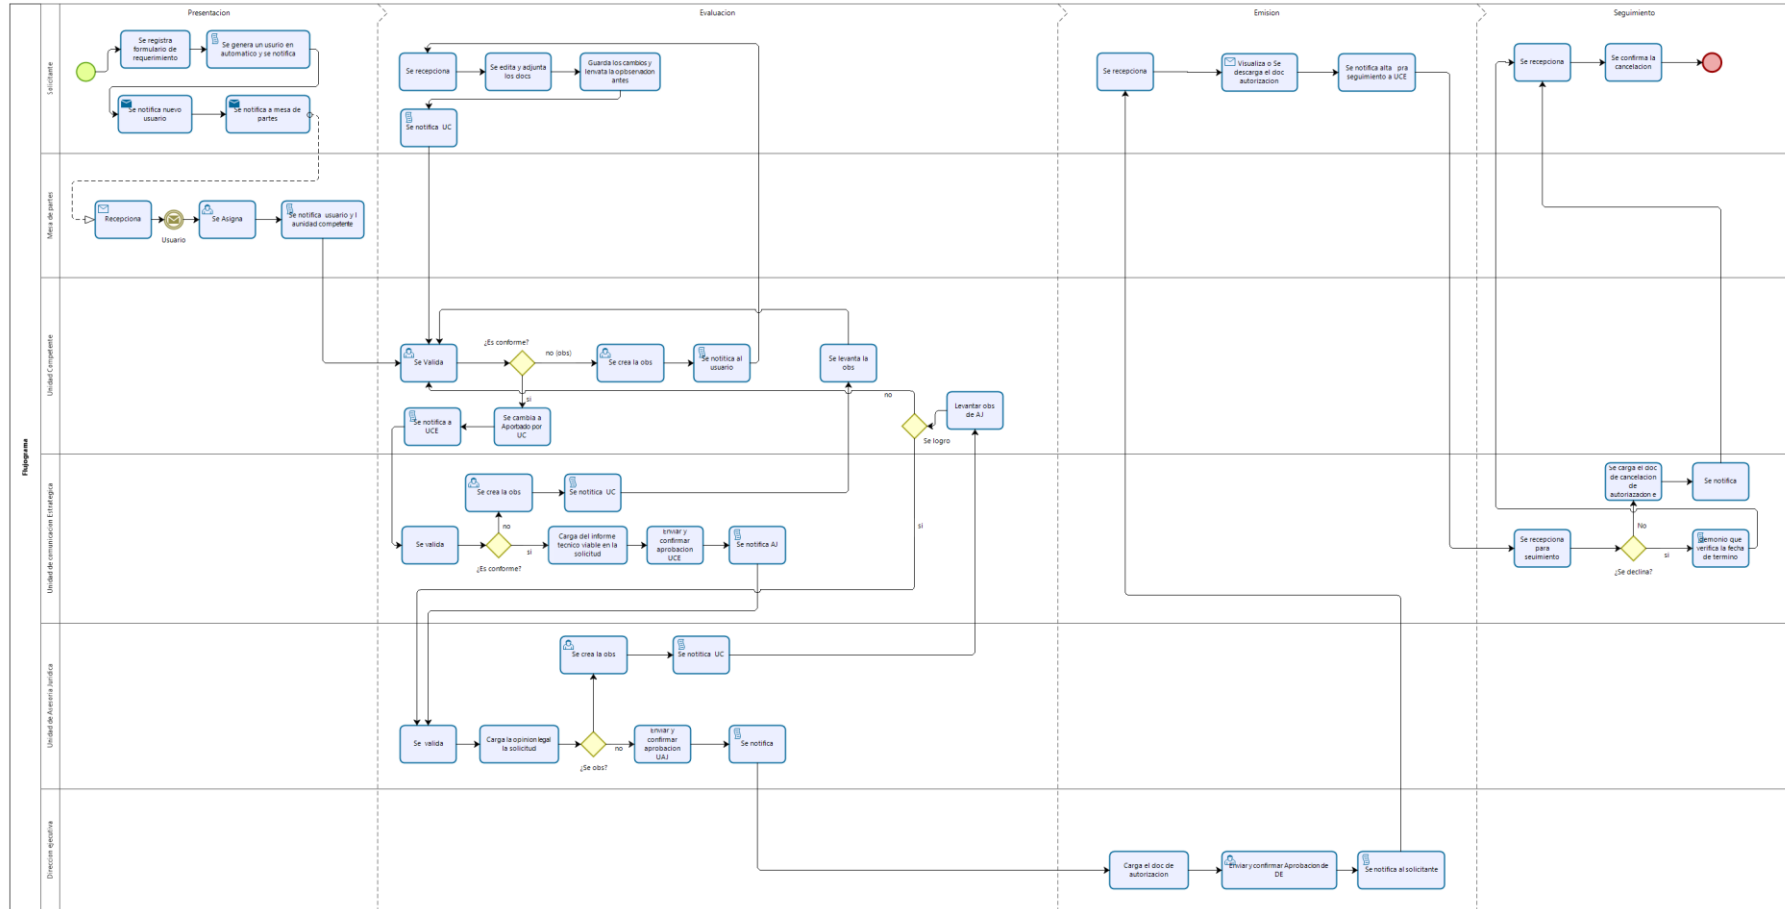 Presentacion
Evaluacion
Emision
Seguimiento
Flujograma
Solicitante
Se registra
formulario de
requerimiento
Se genera un usurio en
automatico y se notifica
Se notifica nuevo
usuario
Se notifica a mesa de
partes
Se recepciona
Se edita y adjunta
los docs
Guarda los cambios y
Se notifica UC
Se recepciona
Visualiza o Se
descarga el doc
autorizacion
Se notifica alta pra
seguimiento a UCE
Se recepciona
Se confirma la
cancelacion
Mesa de partes
Recepciona
Usuario
Se Asigna
Se notifica usuario y l
aunidad competente
Unidad Competente
Se Valida
¿Es conforme?
no (obs)
si
Se crea la obs
Se notifica al
usuario
Se levanta la
obs
Se notifica a
UCE
Se cambia a
Aporbado por
UC
no
Se logro
si
Levantar obs
de AJ
Unidad de comunicacion Estrategica
Se crea la obs
Se notifica UC
Se valida
no
si
¿Es conforme?
Carga del informe
tecnico viable en la
solicitud
Enviar y
confirmar
aprobacion
UCE
Se notifica AJ
Se recepciona
para
seuimiento
¿Se declina?
No
si
Se carga el doc
de cancelacion
de
Se notifica
Demonio que
verifica la fecha
de termino
Unidad de Asesoria Juridica
Se crea la obs
Se notifica UC
Se valida
Carga la opinion legal
la solicitud
¿Se obs?
no
Enviar y
confirmar
aprobacion
UAJ
Se notifica
Direccion ejecutiva
Carga el doc de
autorizacion
Enviar y confirmar Aprobacion de
DE
Se notifica al solicitante